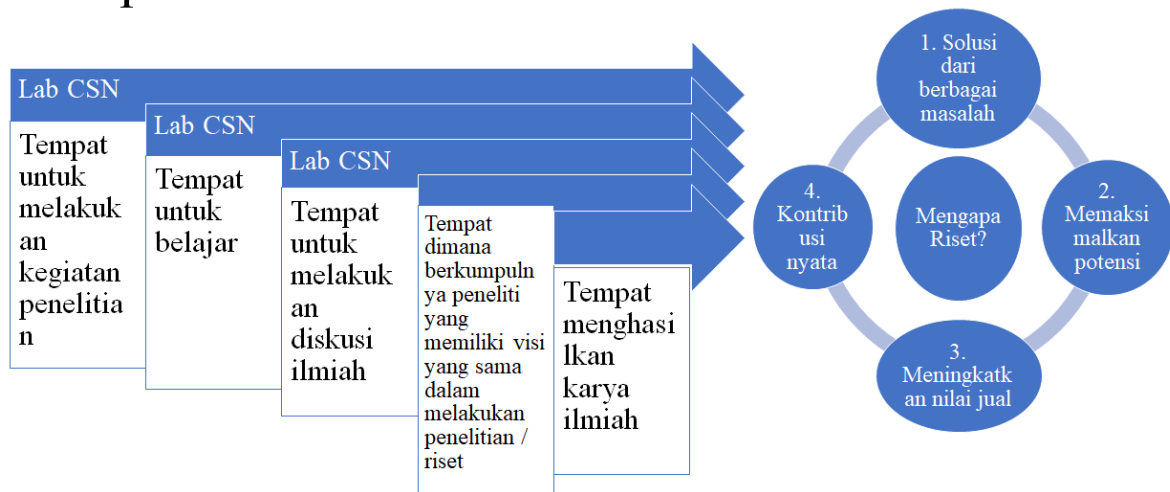 Lab CSN
Tempat
untuk
melakuk
an
kegiatan
penelitia
n
Lab CSN
Tempat
untuk
belajar
Lab CSN
Tempat
untuk
melakuk
an
diskusi
ilmiah
Tempat
dimana
berkumpuln
ya peneliti
yang
memiliki visi
yang sama
dalam
melakukan
penelitian /
riset
Tempat
menghasi
lkan
karya
ilmiah
1. Solusi
dari
berbagai
masalah
2.
Memaksi
malkan
potensi
3.
Meningkatk
an nilai jual
4.
Kontrib
usi
nyata
Mengapa
Riset?